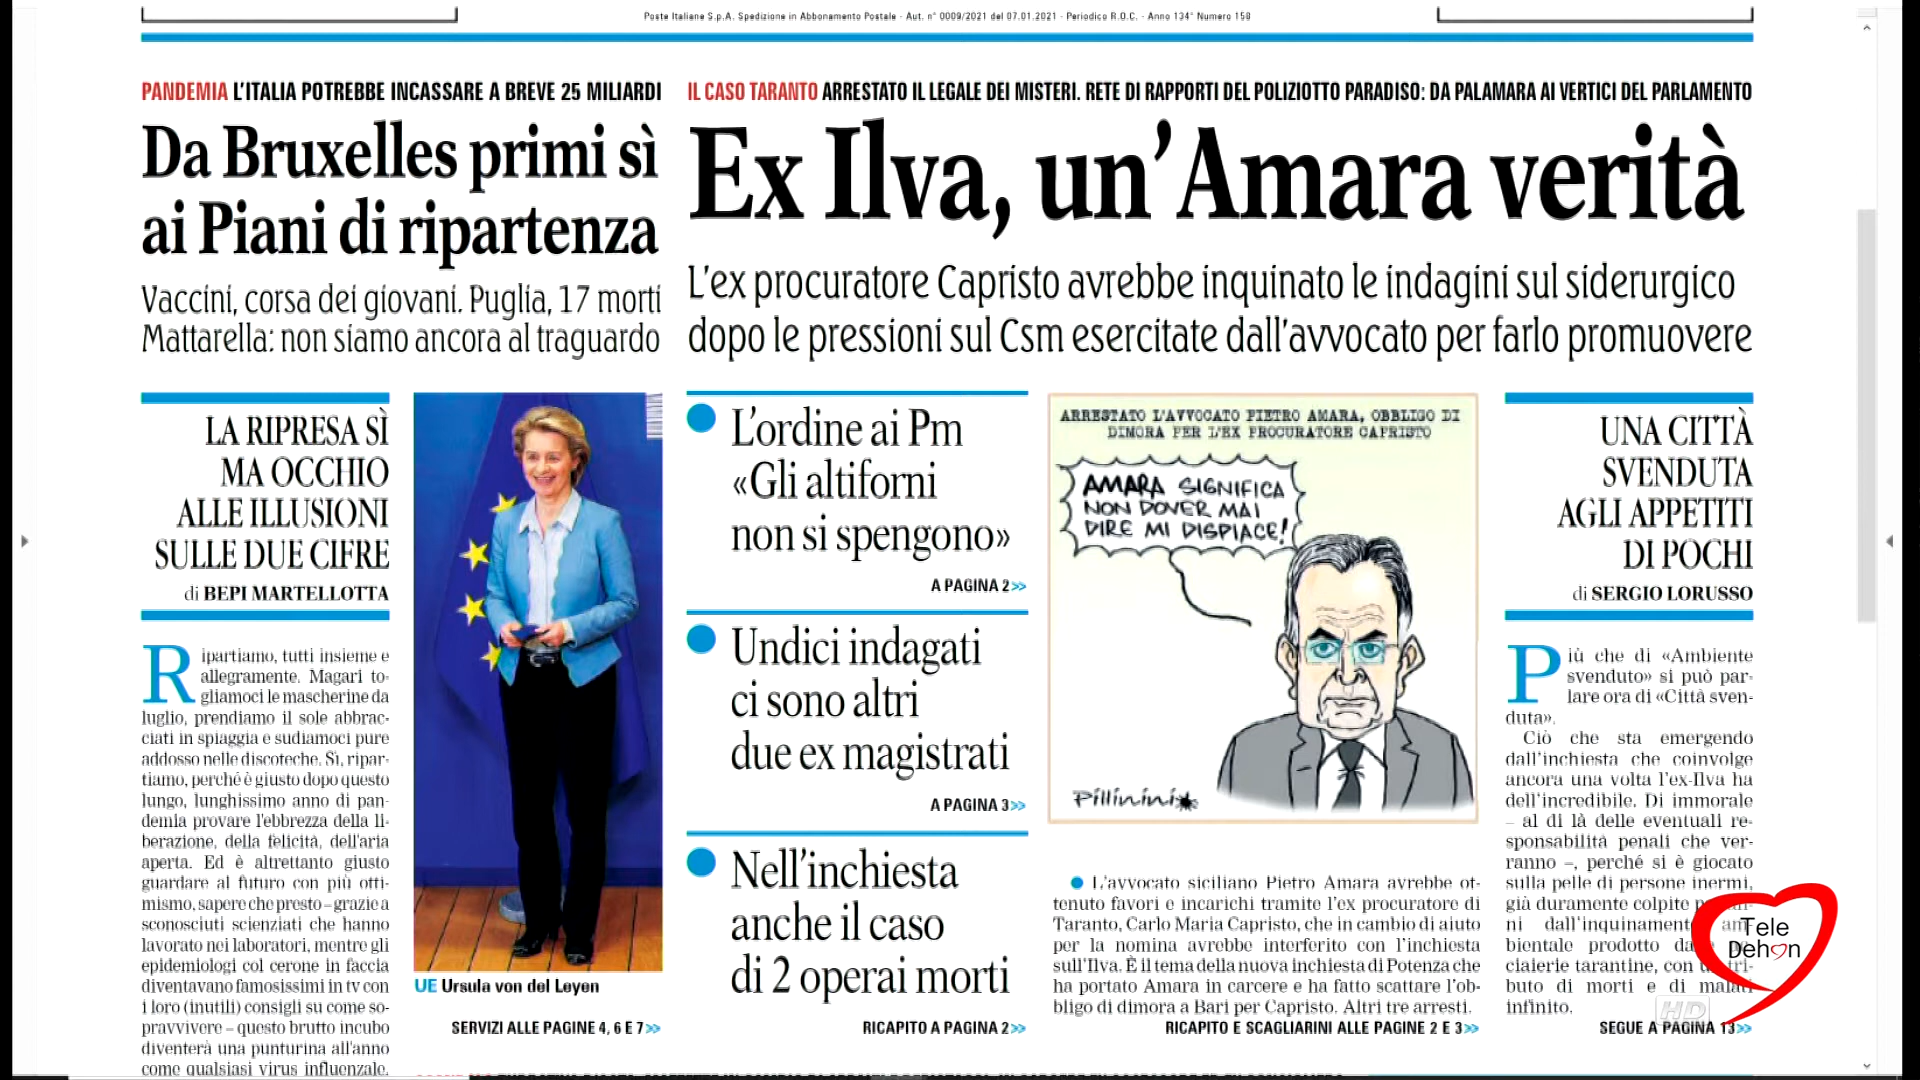 Poste Italiane S.p.A. Spedizione in Abbonamento Postale - Aut. n° 0009/2021 del 07.01.2021 - Periodico R.O.C. - Anno 134° Numero 158
PANDEMIA L'ITALIA POTREBBE INCASSARE A BREVE 25 MILIARDI
Da Bruxelles primi sì
ai Piani di ripartenza
Vaccini, corsa dei giovani. Puglia, 17 morti
Mattarella: non siamo ancora al traguardo
IL CASO TARANTO ARRESTATO IL LEGALE DEI MISTERI. RETE DI RAPPORTI DEL POLIZIOTTO PARADISO: DA PALAMARA AI VERTICI DEL PARLAMENTO
Ex Ilva, un'Amara verità
L'ex procuratore Capristo avrebbe inquinato le indagini sul siderurgico
dopo le pressioni sul Csm esercitate dall'avvocato per farlo promuovere
LA RIPRESA SÌ
MA OCCHIO
ALLE ILLUSIONI
SULLE DUE CIFRE
di BEPI MARTELLOTTA
Ripartiamo, tutti insieme e
allegramente. Magari to-
gliamoci le mascherine da
luglio, prendiamo il sole abbrac-
ciati in spiaggia e sudiamoci pure
addosso nelle discoteche. Sì, ripar-
tiamo, perché è giusto dopo questo
lungo, lunghissimo anno di pan-
demia provare l'ebbrezza della li-
berazione, della felicità, dell'aria
aperta. Ed è altrettanto giusto
guardare al futuro con più otti-
mismo, sapere che presto – grazie a
sconosciuti scienziati che hanno
lavorato nei laboratori, mentre gli
epidemiologi col cerone in faccia
diventavano famosissimi in tv con
i loro (inutili) consigli su come so-
pravvivere – questo brutto incubo
diventerà una punturina all'anno
come qualsiasi virus influenzale.
UE Ursula von del Leyen
SERVIZI ALLE PAGINE 4, 6 E 7>>
L'ordine ai Pm
«Gli altiforni
non si spengono»
A PAGINA 2>>
Undici indagati
ci sono altri
due ex magistrati
A PAGINA 3>>
Nell'inchiesta
anche il caso
di 2 operai morti
RICAPITO A PAGINA 2>>
ARRESTATO L'AVVOCATO PIETRO AMARA, OBBLIGO DI
DIMORA PER L'EX PROCURATORE CAPRISTO
AMARA SIGNIFICA
NON DOVER MAI
DIRE MI DISPIACE!
Pillinini
L'avvocato siciliano Pietro Amara avrebbe ot-
tenuto favori e incarichi tramite l'ex procuratore di
Taranto, Carlo Maria Capristo, che in cambio di aiuto
per la nomina avrebbe interferito con l'inchiesta
sull'Ilva. È il tema della nuova inchiesta di Potenza che
ha portato Amara in carcere e ha fatto scattare l'ob-
bligo di dimora a Bari per Capristo. Altri tre arresti.
RICAPITO E SCAGLIARINI ALLE PAGINE 2 E 3>>
UNA CITTÀ
SVENDUTA
AGLI APPETITI
DI POCHI
di SERGIO LORUSSO
Più che di «Ambiente
svenduto» si può par-
lare ora di «Città sven-
duta».
Ciò che sta emergendo
dall'inchiesta che coinvolge
ancora una volta l'ex-Ilva ha
dell'incredibile. Di immorale
– al di là delle eventuali re-
sponsabilità penali che ver-
ranno –, perché si è giocato
sulla pelle di persone inermi,
già duramente colpite
ni dall'inquinamento am-
bientale prodotto
ciaierie tarantine, con
buto di morti e di malati
infinito.
SEGUE A PAGINA 13>>
Tele
Dehon
HD